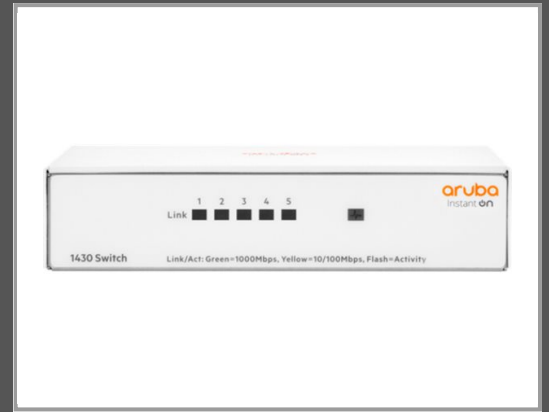 aruba
instant on
1 2 3 4 5
Link
1430 Switch
Link/Act: Green=1000Mbps, Yellow=10/100Mbps, Flash=Activity